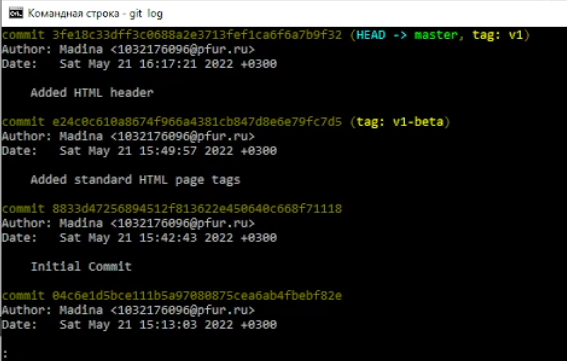 Командная строка - git log
commit 3fe18c33dff3c0688a2e3713fef1ca6f6a7b9f32 (HEAD -> master, tag: v1)
Author: Madina <1032176096@pfur.ru>
Date:   Sat May 21 16:17:21 2022 +0300
Added HTML header
commit e24c0c610a8674f966a4381cb847d8e6e79fc7d5 (tag: v1-beta)
Author: Madina <1032176096@pfur.ru>
Date:   Sat May 21 15:49:57 2022 +0300
Added standard HTML page tags
commit 8833d47256894512f813622e450640c668f71118
Author: Madina <1032176096@pfur.ru>
Date:   Sat May 21 15:42:43 2022 +0300
Initial Commit
commit 04c6e1d5bce111b5a97080875cea6ab4fbebf82e
Author: Madina <1032176096@pfur.ru>
Date:   Sat May 21 15:13:03 2022 +0300
: